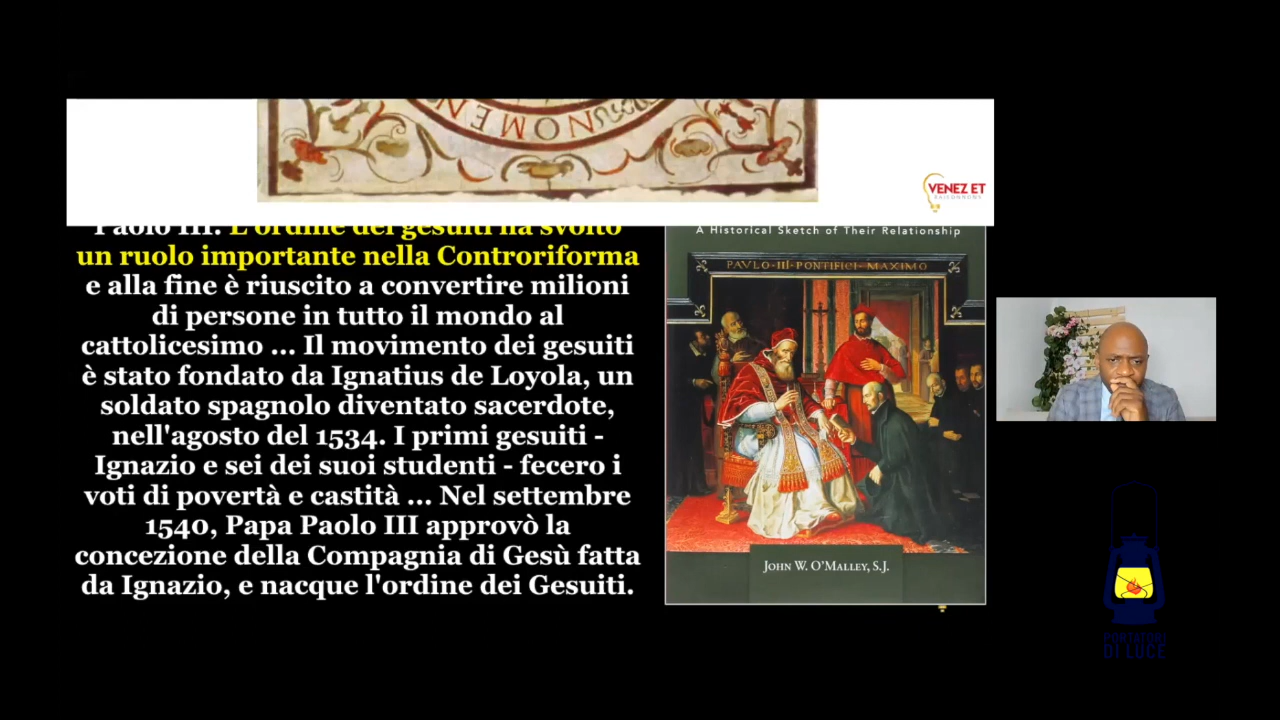 NOMEN
VENEZ ET
RAISONNONS
Paolo III. L'ordine dei gesuiti ha svolto
un ruolo importante nella Controriforma
e alla fine è riuscito a convertire milioni
di persone in tutto il mondo al
cattolicesimo ... Il movimento dei gesuiti
è stato fondato da Ignatius de Loyola, un
soldato spagnolo diventato sacerdote,
nell'agosto del 1534. I primi gesuiti -
Ignazio e sei dei suoi studenti - fecero i
voti di povertà e castità ... Nel settembre
1540, Papa Paolo III approvò la
concezione della Compagnia di Gesù fatta
da Ignazio, e nacque l'ordine dei Gesuiti.
A Historical Sketch of Their Relationship
PAVLO·III·PONTIFICI·MAXIMO
JOHN W. O'MALLEY, S.J.
PORTATORI
DI LUCE